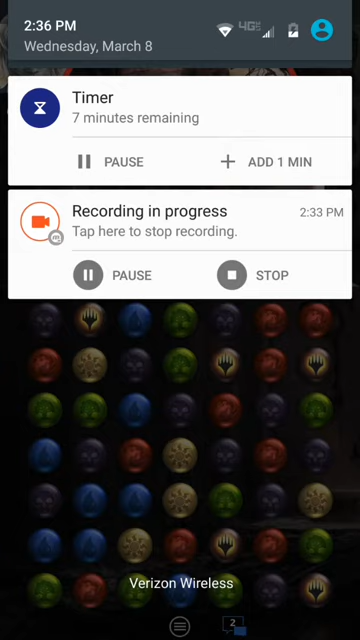 2:36 PM
4G
Wednesday, March 8
Timer
7 minutes remaining
PAUSE
ADD 1 MIN
Recording in progress
2:33 PM
Tap here to stop recording.
PAUSE
STOP
Verizon Wireless
2